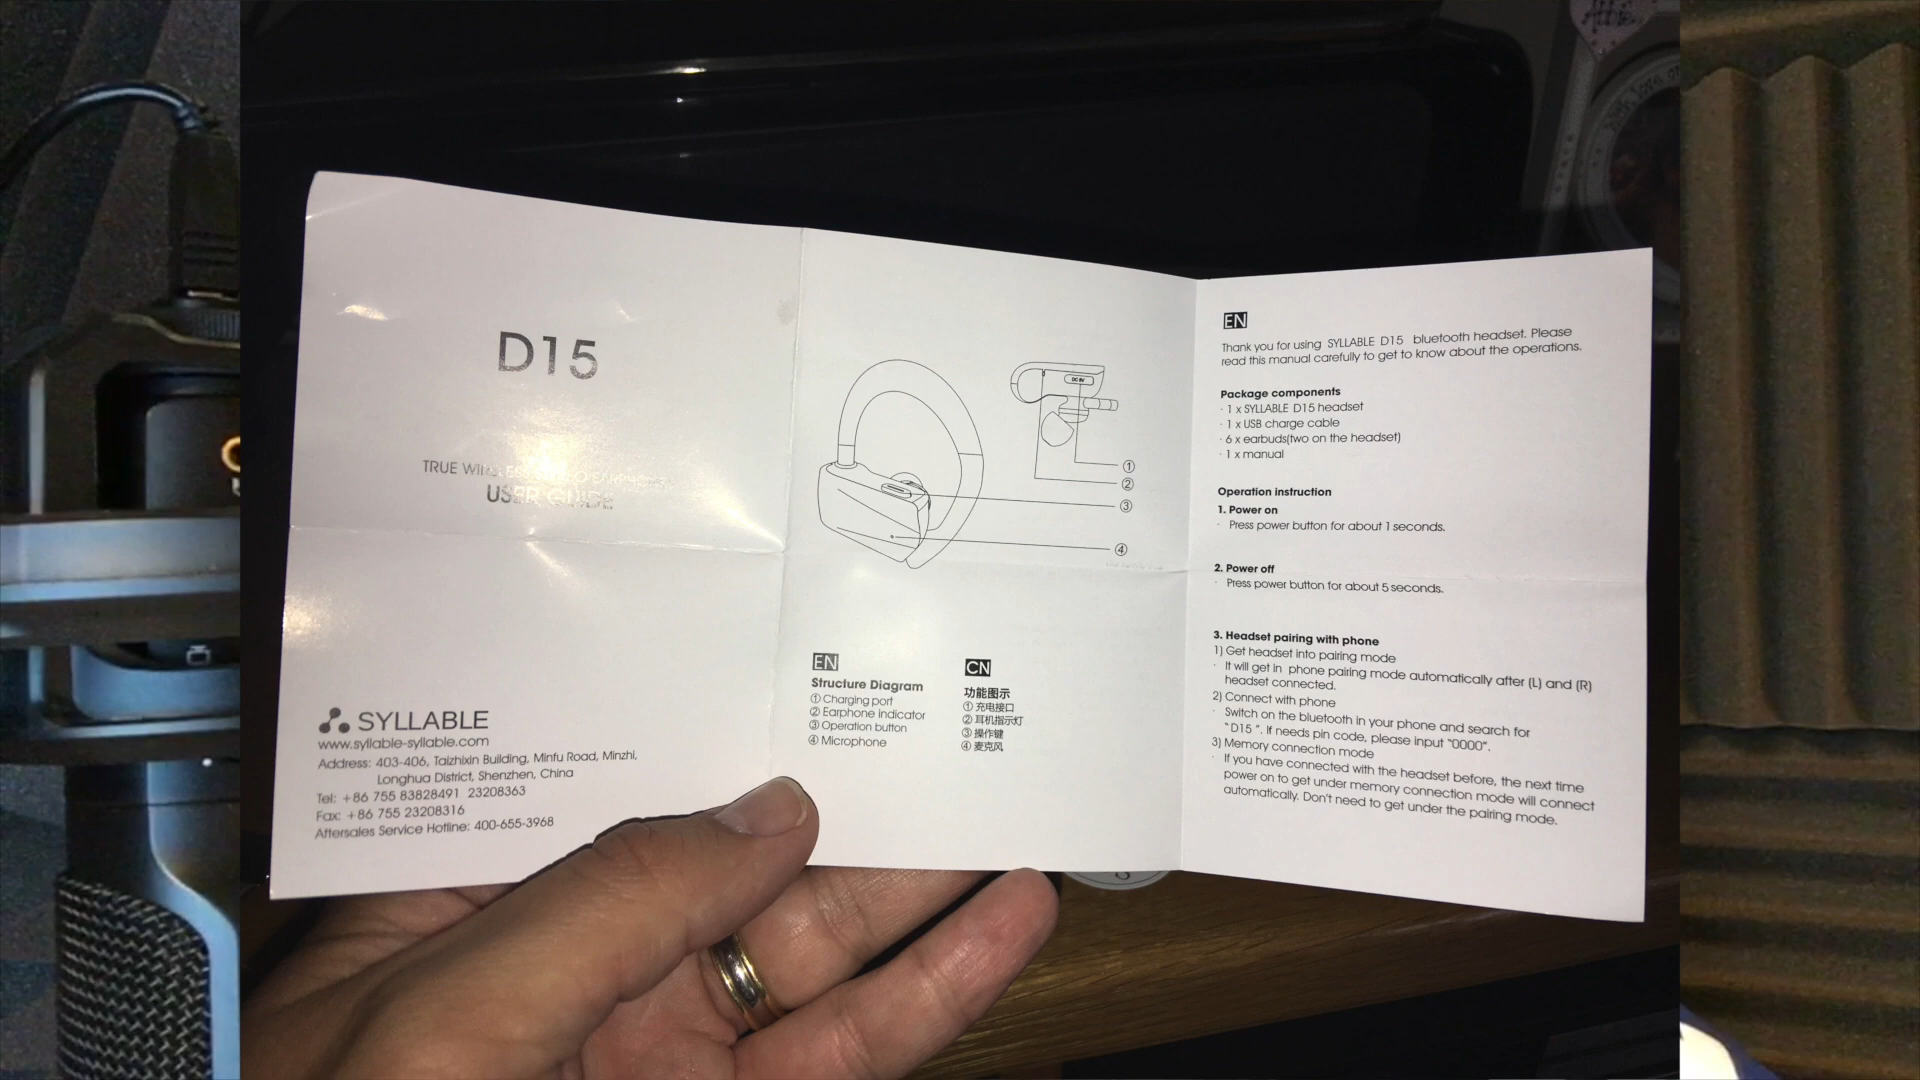 D15
TRUE WIRELESS STEREO EARPHONES
USER GUIDE
SYLLABLE
www.syllable-syllable.com
Address: 403-406, Taizhixin Building, Minfu Road, Minzhi,
Longhua District, Shenzhen, China
Tel: +86 755 83828491 23208363
Fax: +86 755 23208316
Aftersales Service Hotline: 400-655-3968
DC 5V
①
②
③
④
EN
Structure Diagram
① Charging port
② Earphone indicator
③ Operation button
④ Microphone
CN
功能图示
① 充电接口
② 耳机指示灯
③ 操作键
④ 麦克风
EN
Thank you for using SYLLABLE D15 bluetooth headset. Please
read this manual carefully to get to know about the operations.
Package components
· 1 x SYLLABLE D15 headset
· 1 x USB charge cable
· 6 x earbuds(two on the headset)
· 1 x manual
Operation instruction
1. Power on
· Press power button for about 1 seconds.
2. Power off
· Press power button for about 5 seconds.
3. Headset pairing with phone
1) Get headset into pairing mode
· It will get in phone pairing mode automatically after (L) and (R)
headset connected.
2) Connect with phone
· Switch on the bluetooth in your phone and search for
"D15 ". If needs pin code, please input "0000".
3) Memory connection mode
· If you have connected with the headset before, the next time
power on to get under memory connection mode will connect
automatically. Don't need to get under the pairing mode.